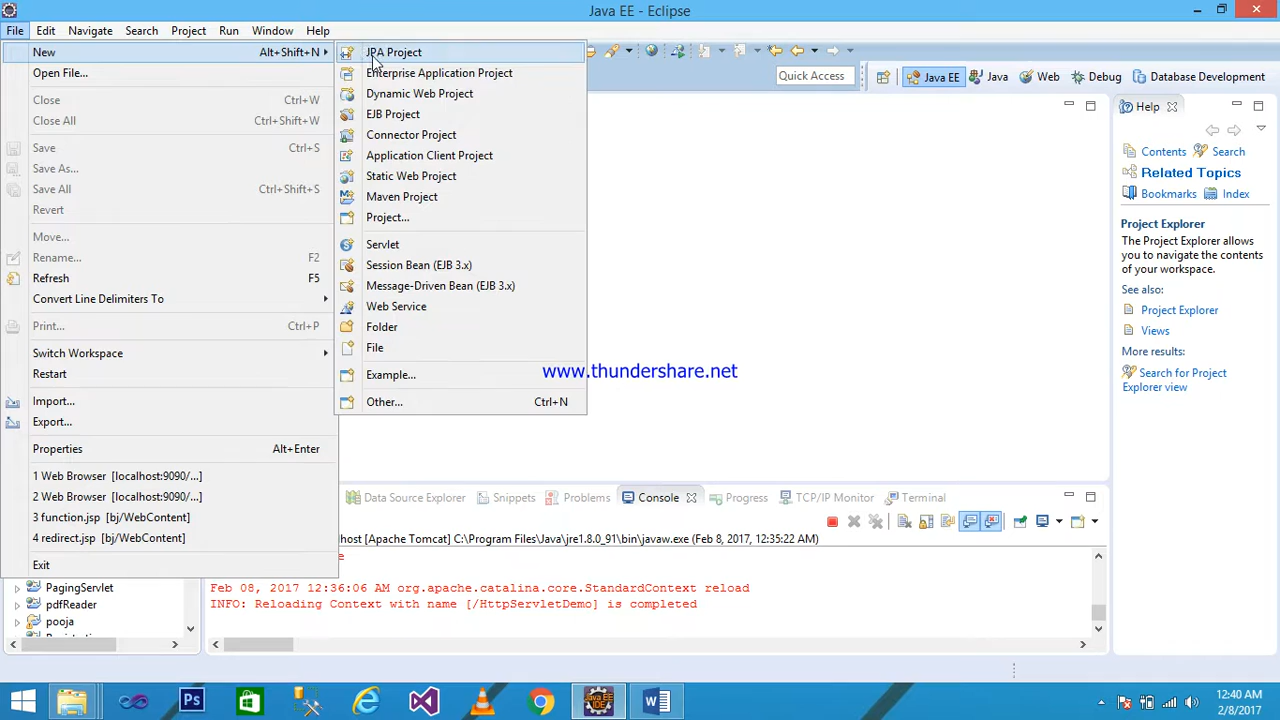 Java EE - Eclipse
File Edit Navigate Search Project Run Window Help
New Alt+Shift+N
Open File...
Close Ctrl+W
Close All Ctrl+Shift+W
Save Ctrl+S
Save As...
Save All Ctrl+Shift+S
Revert
Move...
Rename... F2
Refresh F5
Convert Line Delimiters To
Print... Ctrl+P
Switch Workspace
Restart
Import...
Export...
Properties Alt+Enter
1 Web Browser [localhost:9090/...]
2 Web Browser [localhost:9090/...]
3 function.jsp [bj/WebContent]
4 redirect.jsp [bj/WebContent]
Exit
JPA Project
Enterprise Application Project
Dynamic Web Project
EJB Project
Connector Project
Application Client Project
Static Web Project
Maven Project
Project...
Servlet
Session Bean (EJB 3.x)
Message-Driven Bean (EJB 3.x)
Web Service
Folder
File
Example...
Other... Ctrl+N
Quick Access
Java EE Java Web Debug Database Development
Help
Contents Search
Related Topics
Bookmarks Index
Project Explorer
The Project Explorer allows
you to navigate the contents
of your workspace.
See also:
Project Explorer
Views
More results:
Search for Project
Explorer view
www.thundershare.net
Data Source Explorer Snippets Problems Console Progress TCP/IP Monitor Terminal
host [Apache Tomcat] C:\Program Files\Java\jre1.8.0_91\bin\javaw.exe (Feb 8, 2017, 12:35:22 AM)
Feb 08, 2017 12:36:06 AM org.apache.catalina.core.StandardContext reload
INFO: Reloading Context with name [/HttpServletDemo] is completed
PagingServlet
pdfReader
pooja
12:40 AM
2/8/2017